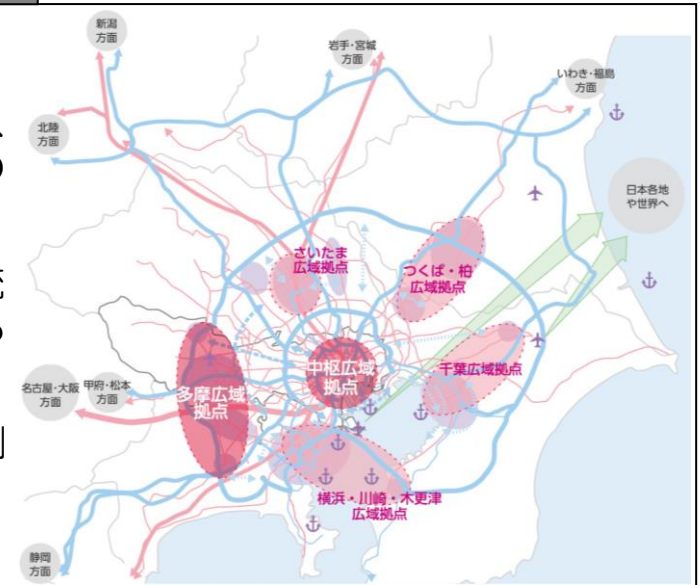 新潟
方面
岩手・宮城
方面
いわき・福島
方面
北陸
方面
の
日本各地
や世界へ
さいたま
広域拠点
つくば・柏
広域拠点
中枢広域
拠点
千葉広域拠点
名古屋・大阪
方面
甲府・松本
方面
多摩広域
拠点
横浜・川崎・木更津
広域拠点
静岡
方面